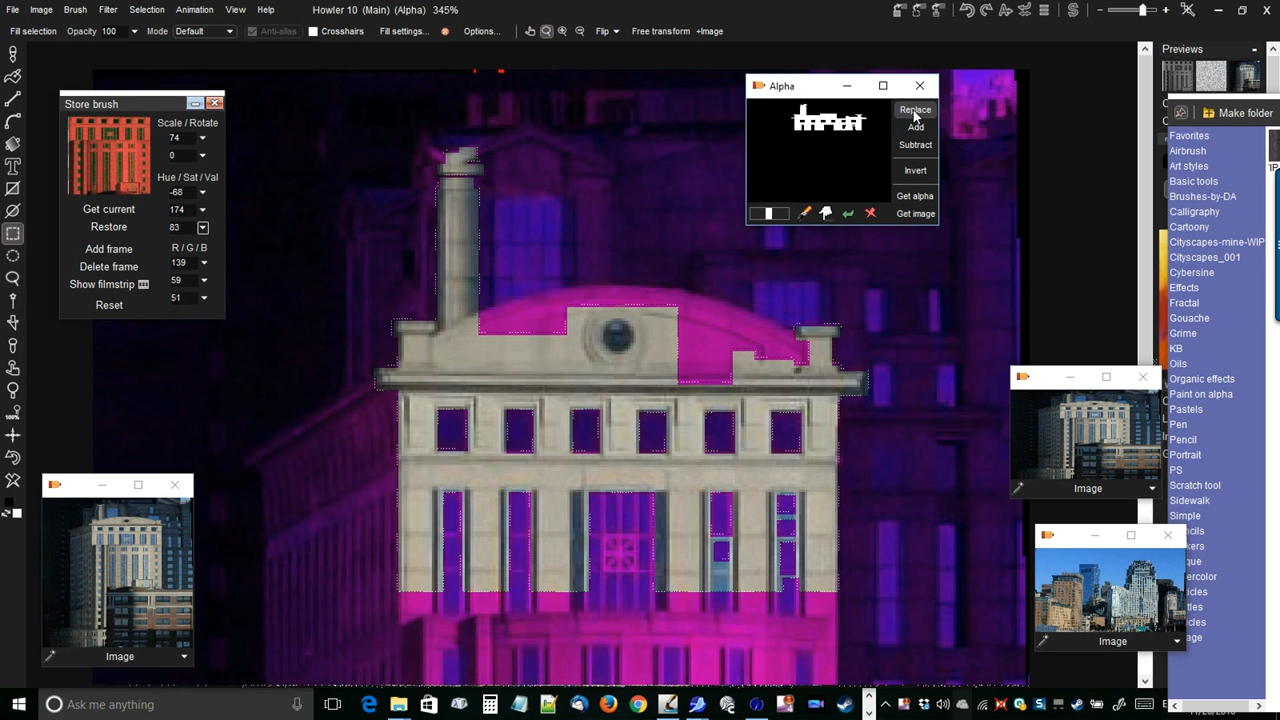 File Image Brush Filter Selection Animation View Help Howler 10 (Main) (Alpha) 345%
Fill selection Opacity 100 Mode Default Anti-alias Crosshairs Fill settings... Options... Flip Free transform +Image
Previews
Store brush
Scale / Rotate
74
0
Hue / Sat / Val
-68
Get current 174
Restore 83
Add frame R / G / B
139
Delete frame
Show filmstrip 59
Reset 51
Alpha
Replace
Add
Subtract
Invert
Get alpha
Get image
Make folder
Favorites
Airbrush
Art styles
Basic tools
Brushes-by-DA
Calligraphy
Cartoony
Cityscapes-mine-WIP
Cityscapes_001
Cybersine
Effects
Fractal
Gouache
Grime
KB
Oils
Organic effects
Paint on alpha
Pastels
Pen
Pencil
Portrait
PS
Scratch tool
Sidewalk
Simple
Image
Image
Image
Ask me anything